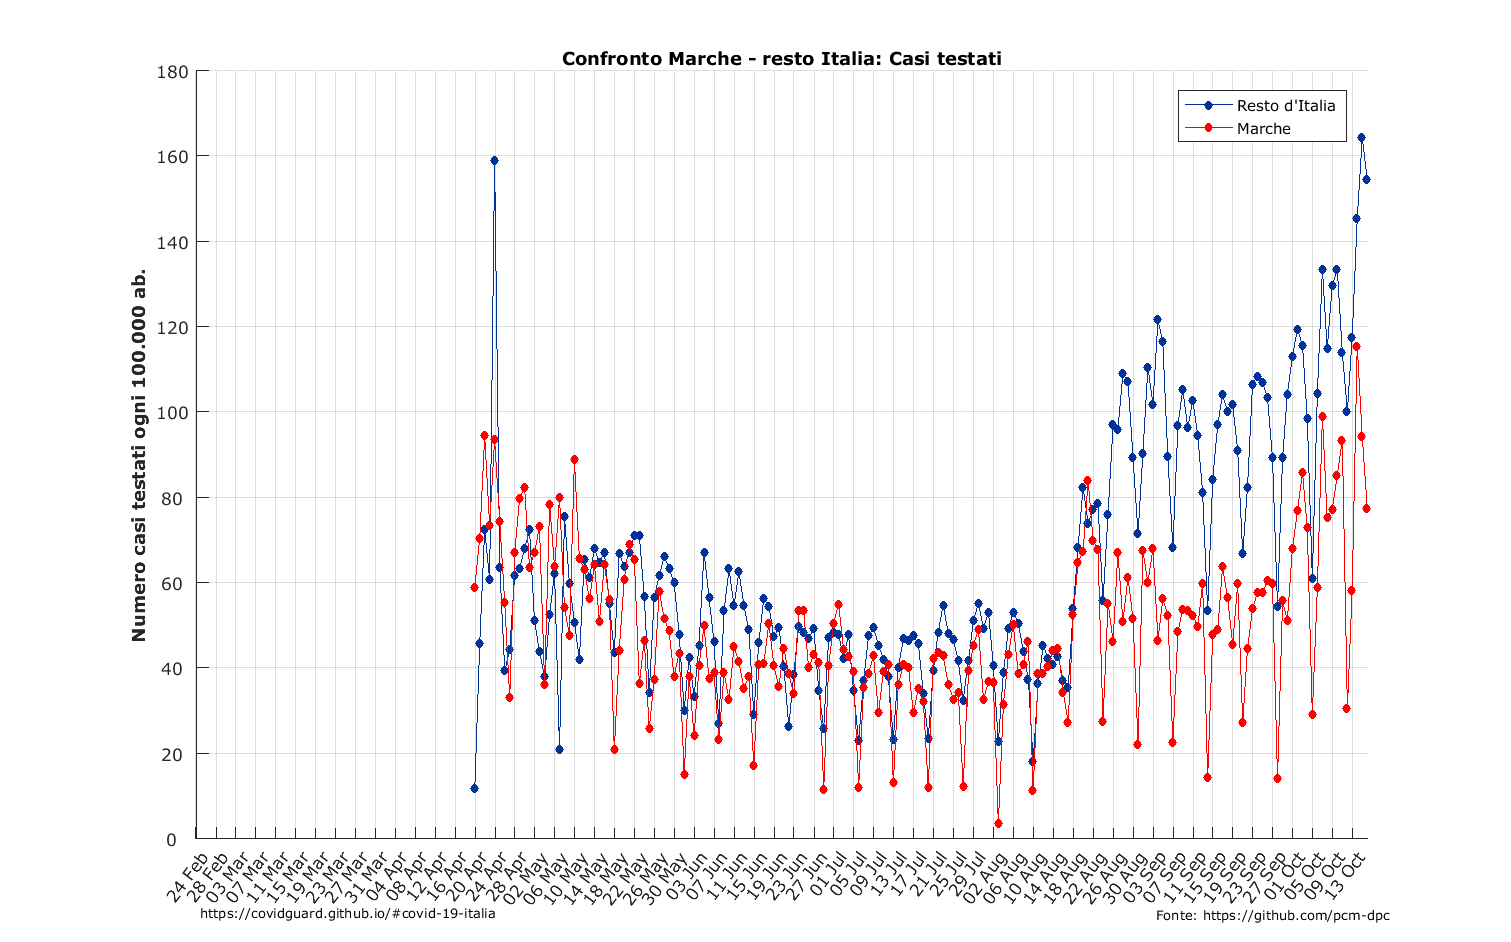 Confronto Marche - resto Italia: Casi testati
Resto d'Italia
Marche
Numero casi testati ogni 100.000 ab.
180
160
140
120
100
80
60
40
20
0
24 Feb
28 Feb
03 Mar
07 Mar
11 Mar
15 Mar
19 Mar
23 Mar
27 Mar
31 Mar
04 Apr
08 Apr
12 Apr
16 Apr
20 Apr
24 Apr
28 Apr
02 May
06 May
10 May
14 May
18 May
22 May
26 May
30 May
03 Jun
07 Jun
11 Jun
15 Jun
19 Jun
23 Jun
27 Jun
01 Jul
05 Jul
09 Jul
13 Jul
17 Jul
21 Jul
25 Jul
29 Jul
02 Aug
06 Aug
10 Aug
14 Aug
18 Aug
22 Aug
26 Aug
30 Aug
03 Sep
07 Sep
11 Sep
15 Sep
19 Sep
23 Sep
27 Sep
01 Oct
05 Oct
09 Oct
13 Oct
https://covidguard.github.io/#covid-19-italia
Fonte: https://github.com/pcm-dpc